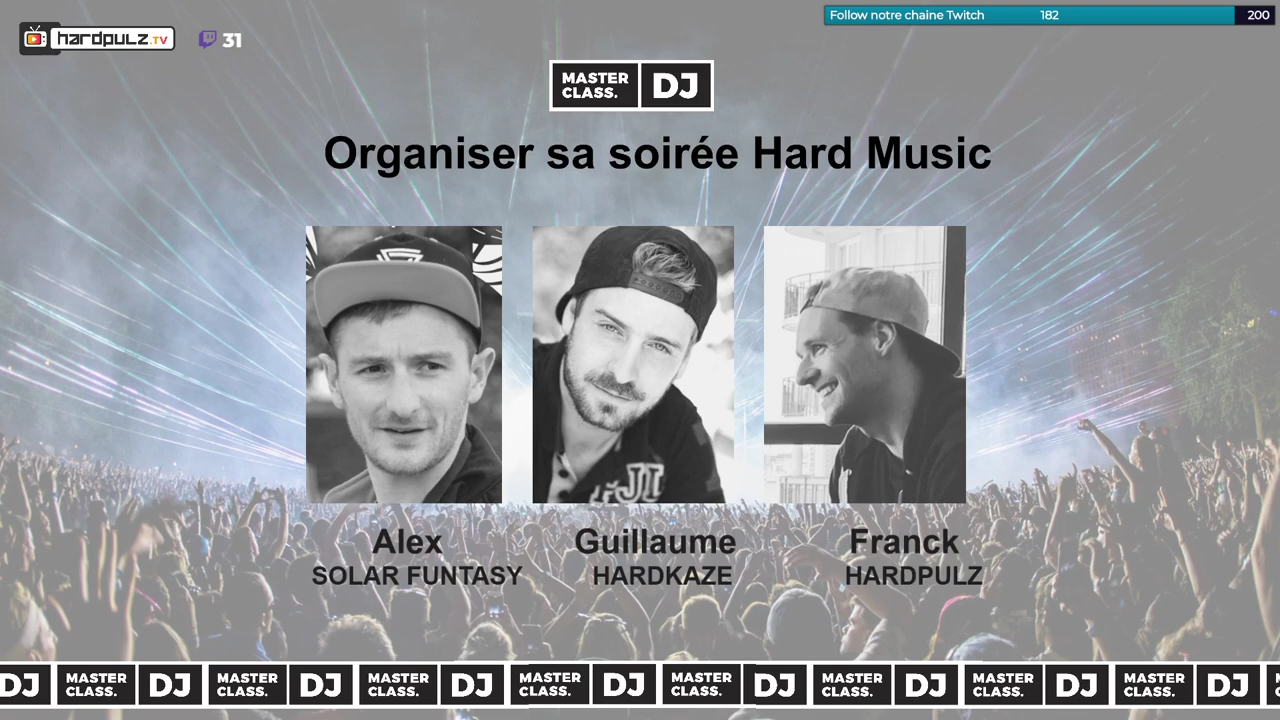 Follow notre chaine Twitch 182 200
hardpulz.TV 31
MASTER CLASS. DJ
Organiser sa soirée Hard Music
Alex Guillaume Franck
SOLAR FUNTASY HARDKAZE HARDPULZ
DJ MASTER CLASS. DJ MASTER CLASS. DJ MASTER CLASS. DJ MASTER CLASS. DJ MASTER CLASS. DJ MASTER CLASS. DJ MASTER CLASS. DJ MASTER CLASS. DJ